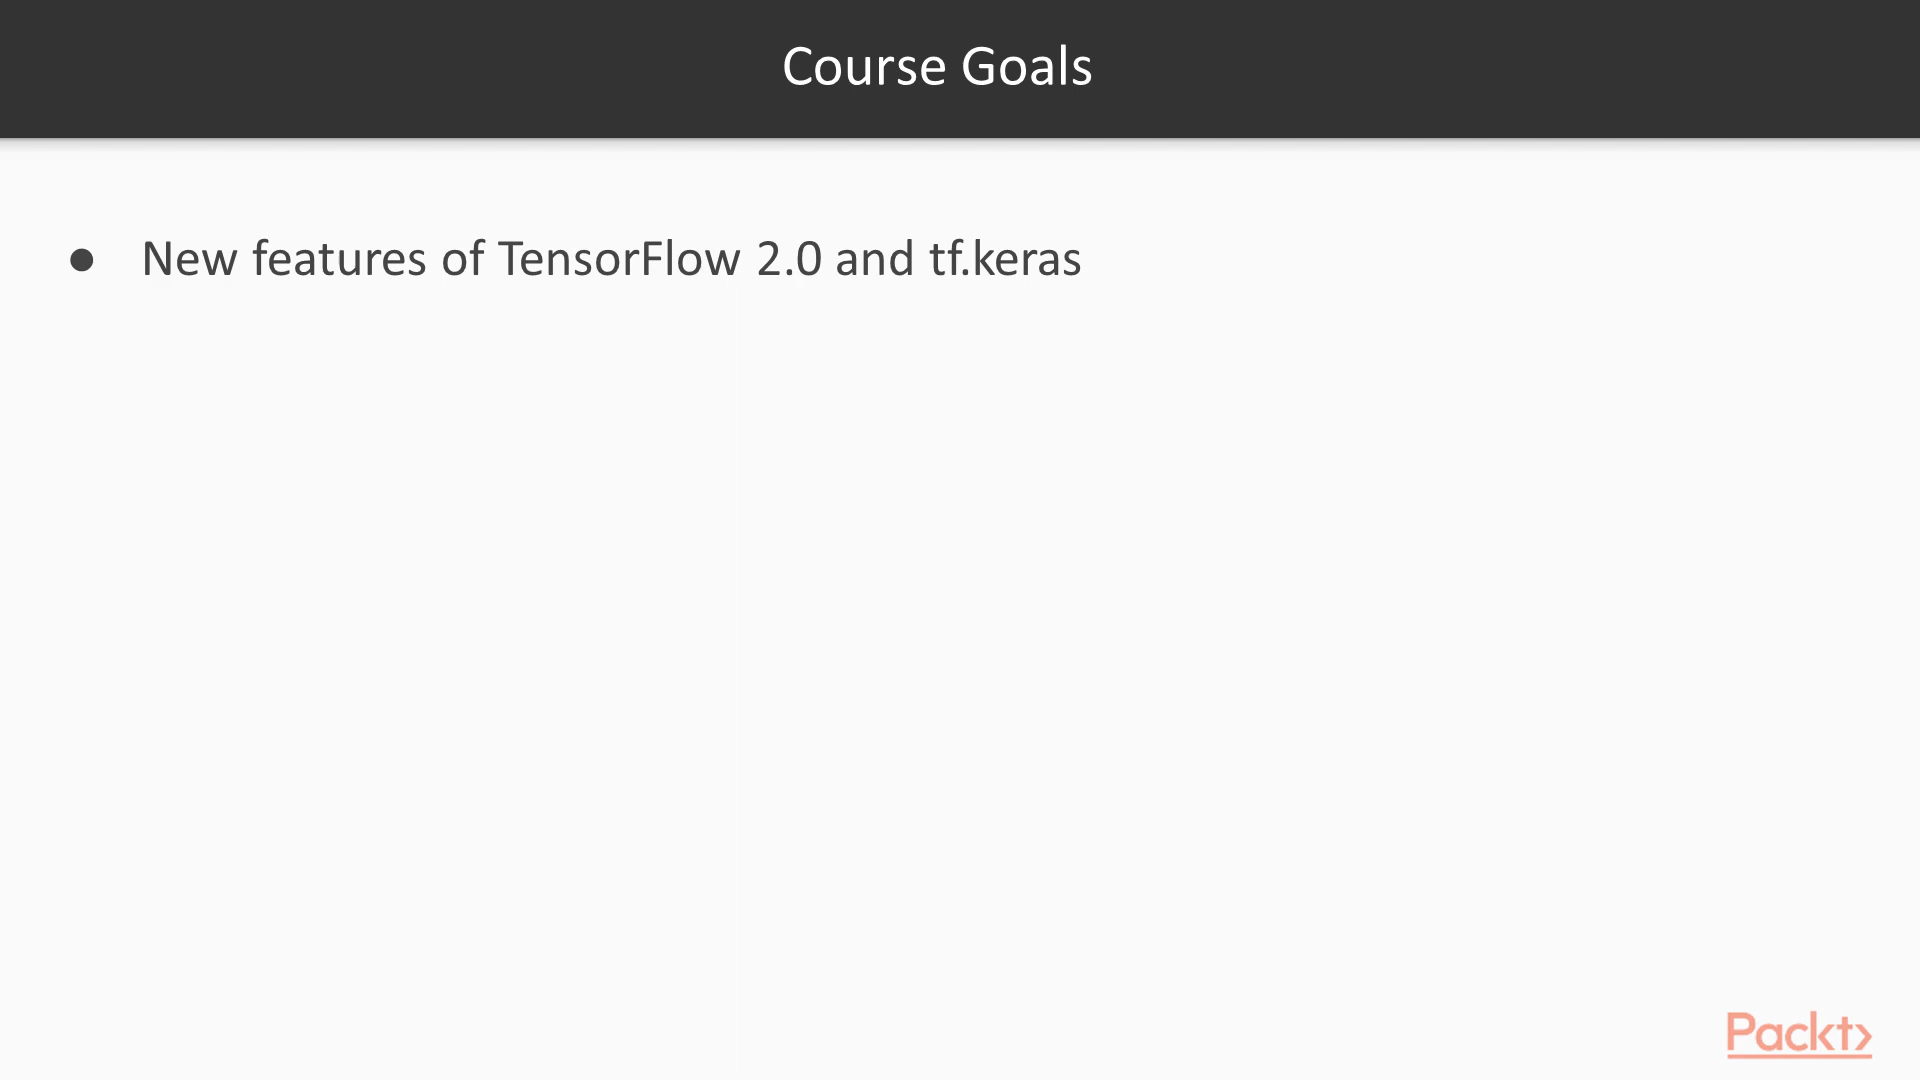 Course Goals
● New features of TensorFlow 2.0 and tf.keras
Packt